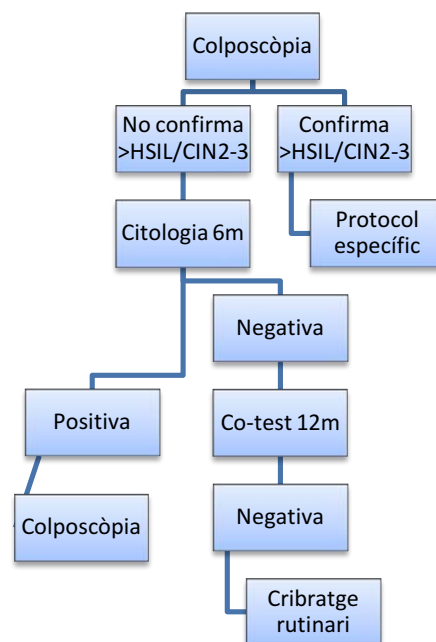 Colposcòpia
No confirma
>HSIL/CIN2-3
Confirma
>HSIL/CIN2-3
Citologia 6m
Protocol
específic
Negativa
Positiva
Co-test 12m
Colposcòpia
Negativa
Cribratge
rutinari